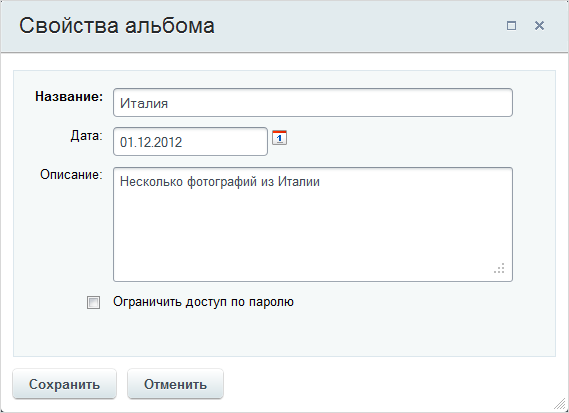 Свойства альбома
Название: Италия
Дата: 01.12.2012 1
Описание: Несколько фотографий из Италии
Ограничить доступ по паролю
Сохранить Отменить